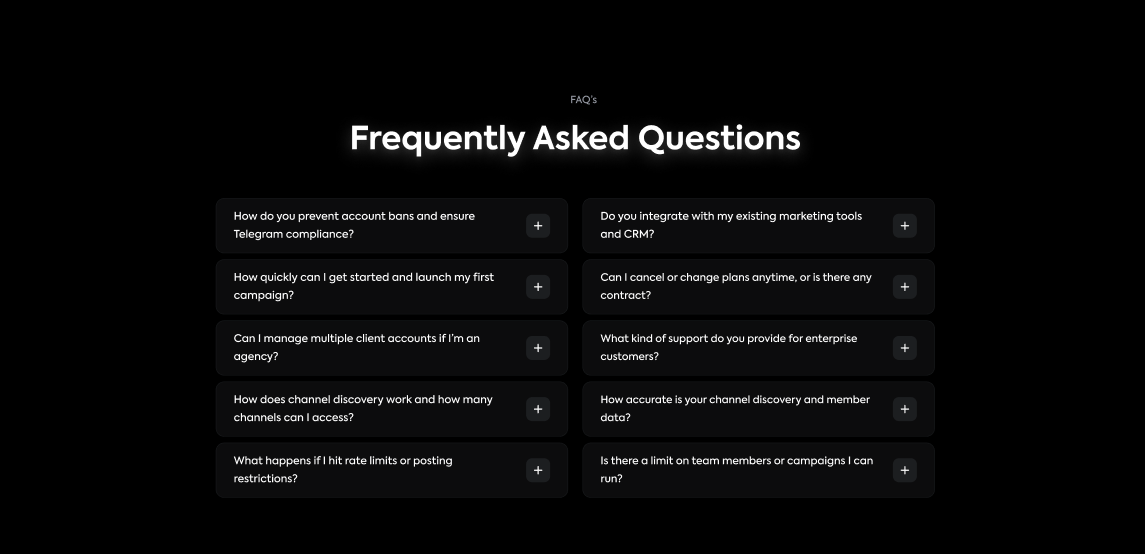 FAQ's
Frequently Asked Questions
How do you prevent account bans and ensure
Telegram compliance?
How quickly can I get started and launch my first
campaign?
Can I manage multiple client accounts if I'm an
agency?
How does channel discovery work and how many
channels can I access?
What happens if I hit rate limits or posting
restrictions?
Do you integrate with my existing marketing tools
and CRM?
Can I cancel or change plans anytime, or is there any
contract?
What kind of support do you provide for enterprise
customers?
How accurate is your channel discovery and member
data?
Is there a limit on team members or campaigns I can
run?